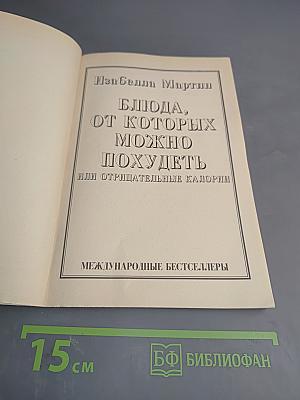 Изабелла Мартин
БЛЮДА,
ОТ КОТОРЫХ
МОЖНО
ПОХУДЕТЬ
ИЛИ ОТРИЦАТЕЛЬНЫЕ КАЛОРИИ
МЕЖДУНАРОДНЫЕ БЕСТСЕЛЛЕРЫ
15 см
БФ БИБЛИОФАН